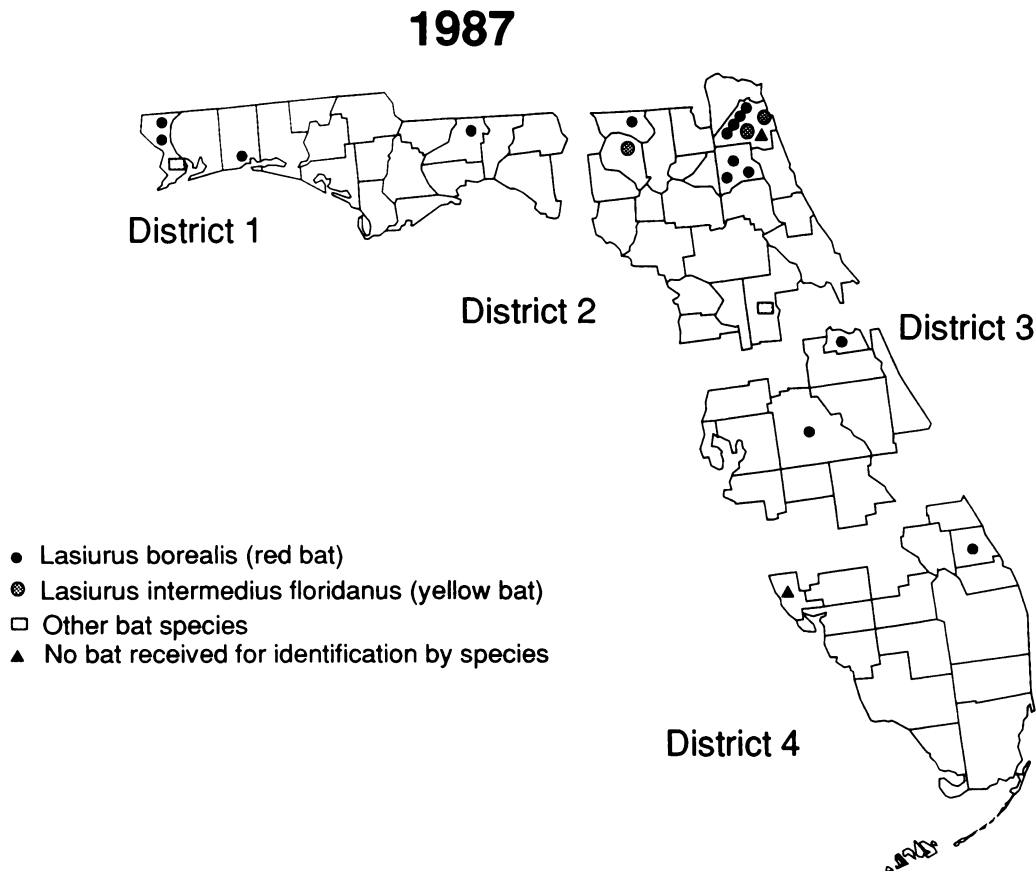 1987
District 1
District 2
District 3
Lasiurus borealis (red bat)
Lasiurus intermedius floridanus (yellow bat)
Other bat species
No bat received for identification by species
District 4